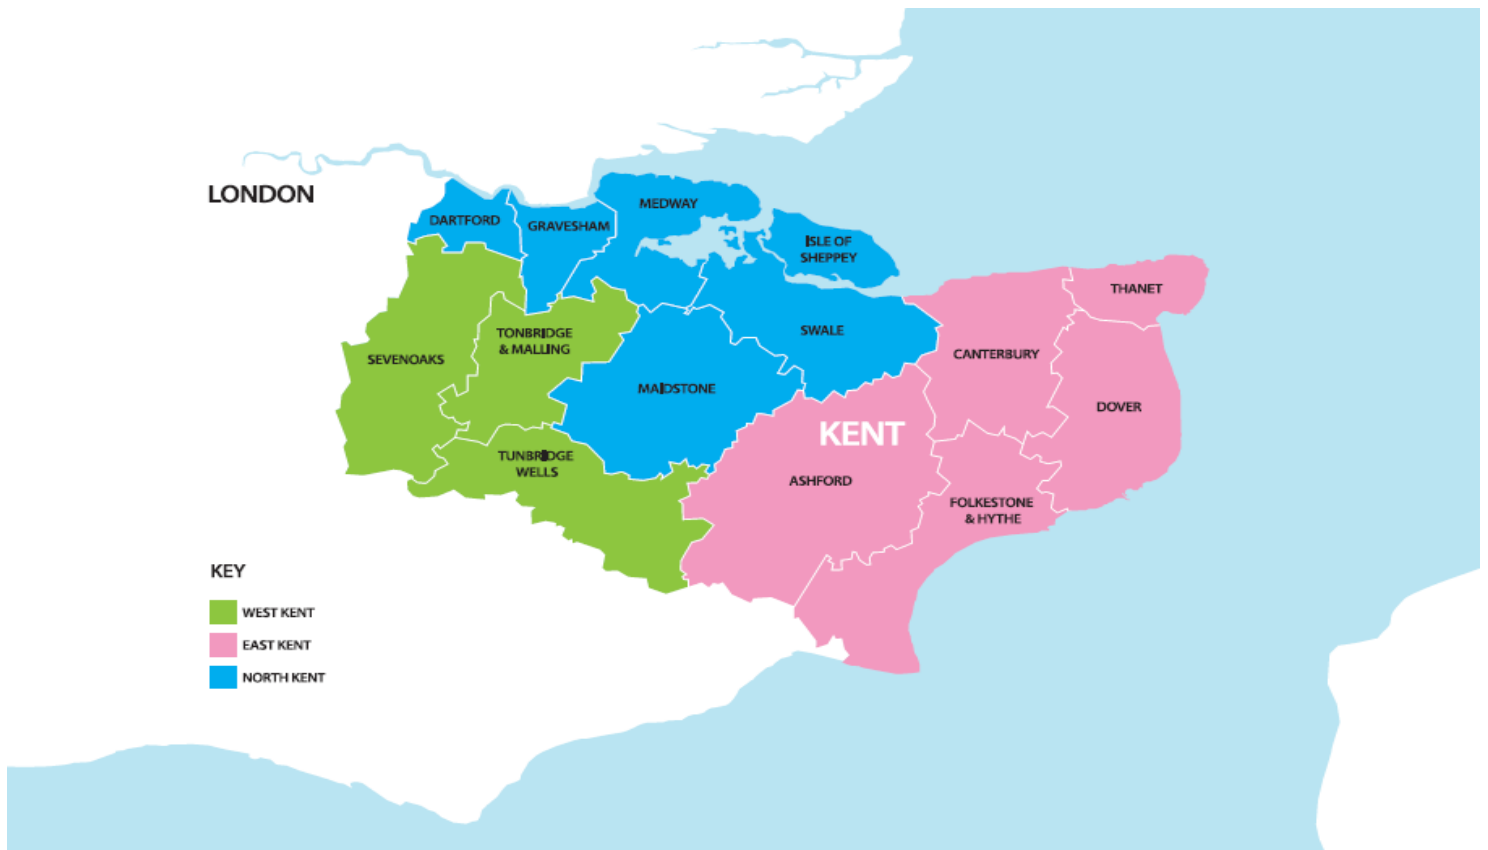 LONDON
DARTFORD
GRAVESHAM
MEDWAY
ISLE OF
SHEPPEY
THANET
SWALE
TONBRIDGE
& MALLING
SEVENOAKS
CANTERBURY
MAIDSTONE
DOVER
KENT
TUNBRIDGE
WELLS
ASHFORD
FOLKESTONE
& HYTHE
KEY
WEST KENT
EAST KENT
NORTH KENT